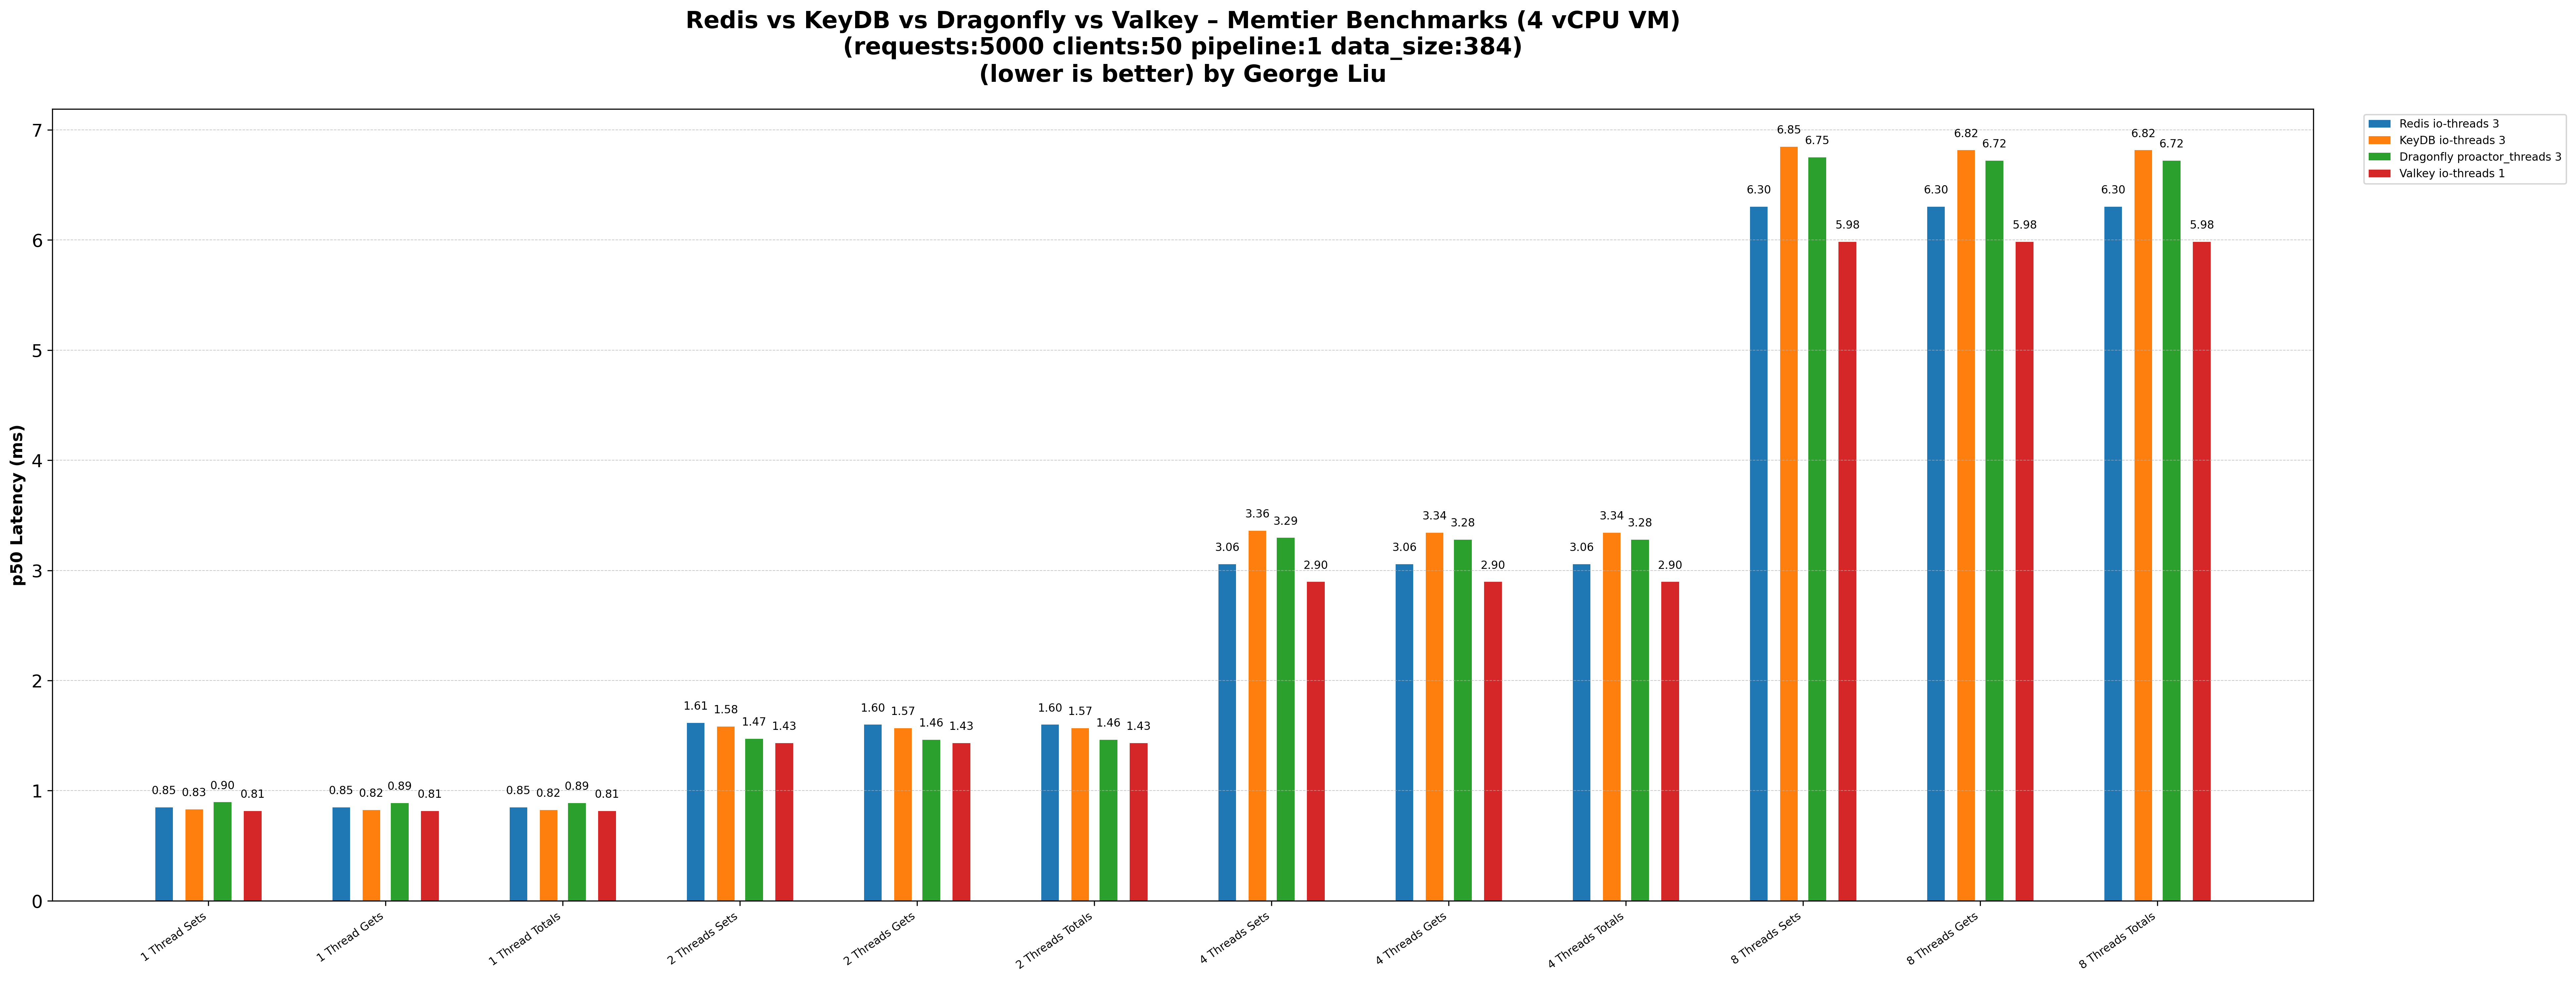 Redis vs KeyDB vs Dragonfly vs Valkey – Memtier Benchmarks (4 vCPU VM)
(requests:5000 clients:50 pipeline:1 data_size:384)
(lower is better) by George Liu
p50 Latency (ms)
7
6
5
4
3
2
1
0
0.85 0.83 0.90 0.81
0.85 0.82 0.89 0.81
0.85 0.82 0.89 0.81
1.61 1.58 1.47 1.43
1.60 1.57 1.46 1.43
1.60 1.57 1.46 1.43
3.06 3.36 3.29 2.90
3.06 3.34 3.28 2.90
3.06 3.34 3.28 2.90
6.30 6.85 6.75 5.98
6.30 6.82 6.72 5.98
6.30 6.82 6.72 5.98
1 Thread Sets
1 Thread Gets
1 Thread Totals
2 Threads Sets
2 Threads Gets
2 Threads Totals
4 Threads Sets
4 Threads Gets
4 Threads Totals
8 Threads Sets
8 Threads Gets
8 Threads Totals
Redis io-threads 3
KeyDB io-threads 3
Dragonfly proactor_threads 3
Valkey io-threads 1